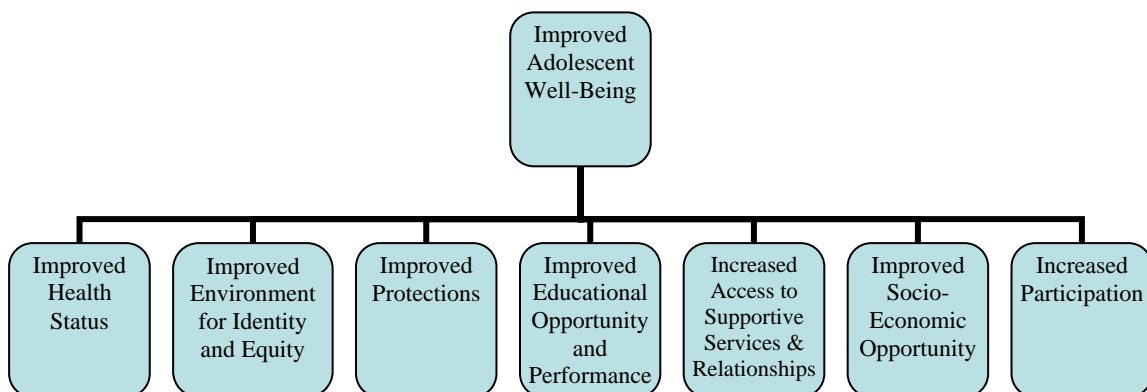 Improved
Adolescent
Well-Being
Improved
Health
Status
Improved
Environment
for Identity
and Equity
Improved
Protections
Improved
Educational
Opportunity
and
Performance
Increased
Access to
Supportive
Services &
Relationships
Improved
Socio-
Economic
Opportunity
Increased
Participation